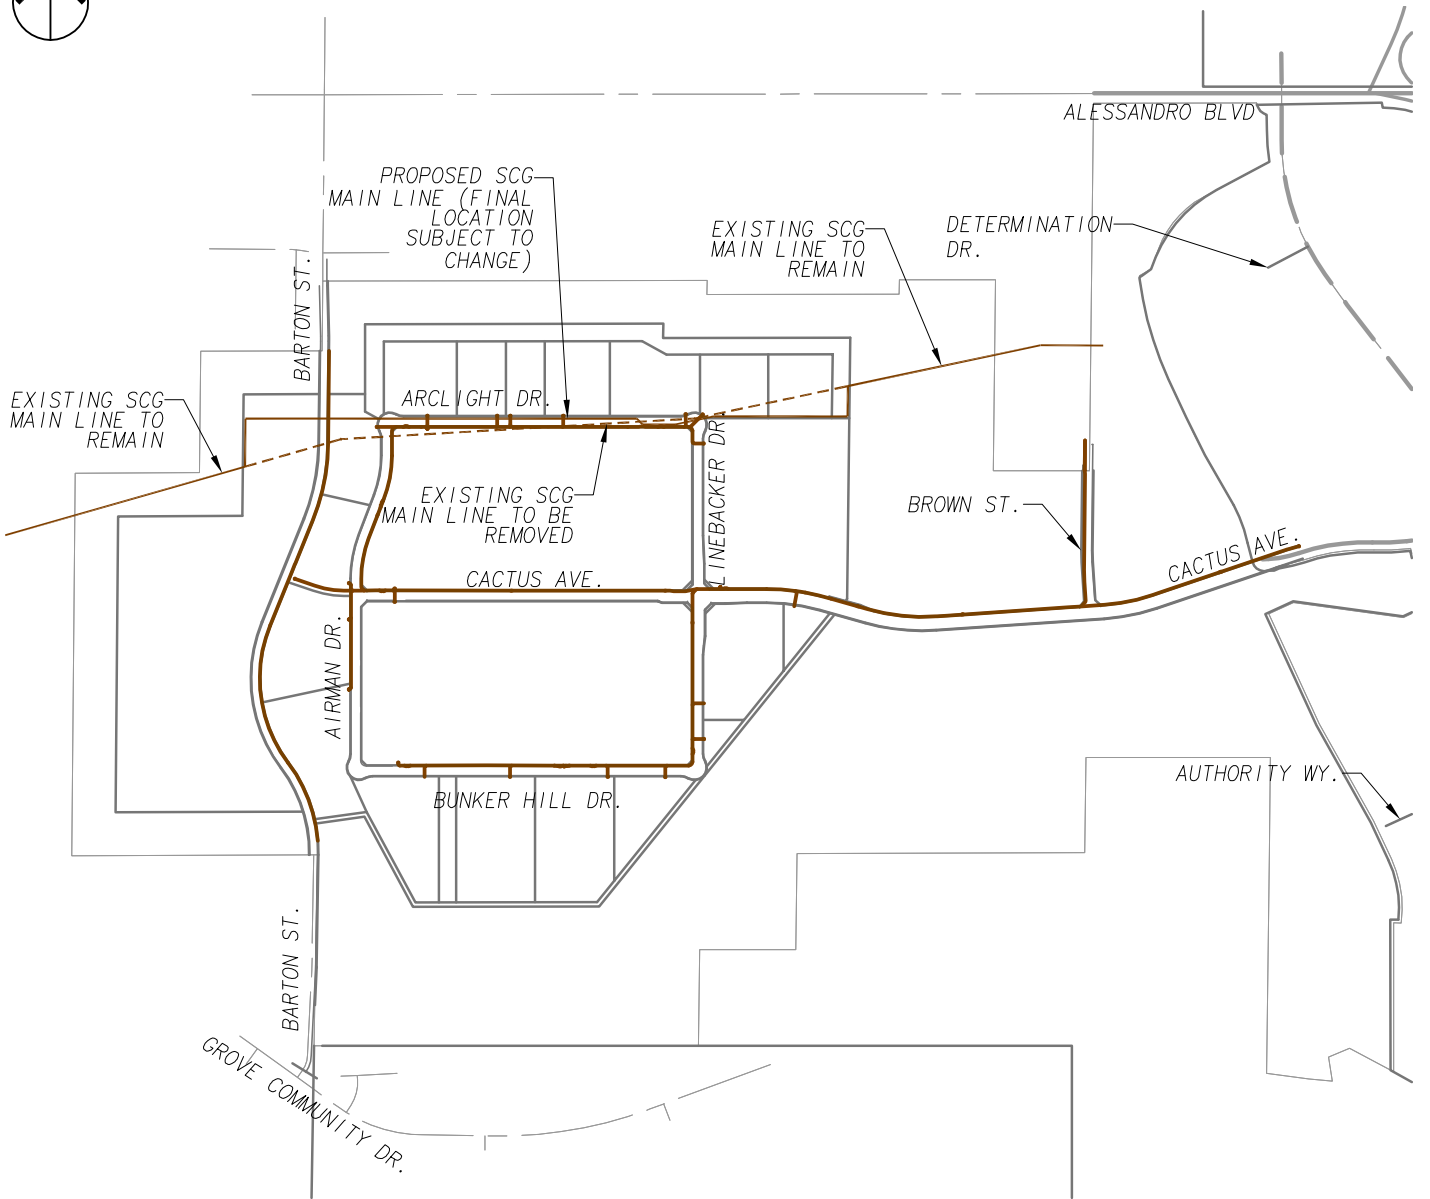 ALESSANDRO BLVD
PROPOSED SCG
MAIN LINE (FINAL
LOCATION
SUBJECT TO
CHANGE)
EXISTING SCG
MAIN LINE TO
REMAIN
DETERMINATION
DR.
BARTON ST.
EXISTING SCG
MAIN LINE TO
REMAIN
ARCLIGHT DR.
LINEBACKER DR.
EXISTING SCG
MAIN LINE TO BE
REMOVED
BROWN ST.
CACTUS AVE.
CACTUS AVE.
AIRMAN DR.
AUTHORITY WY.
BUNKER HILL DR.
BARTON ST.
GROVE COMMUNITY DR.